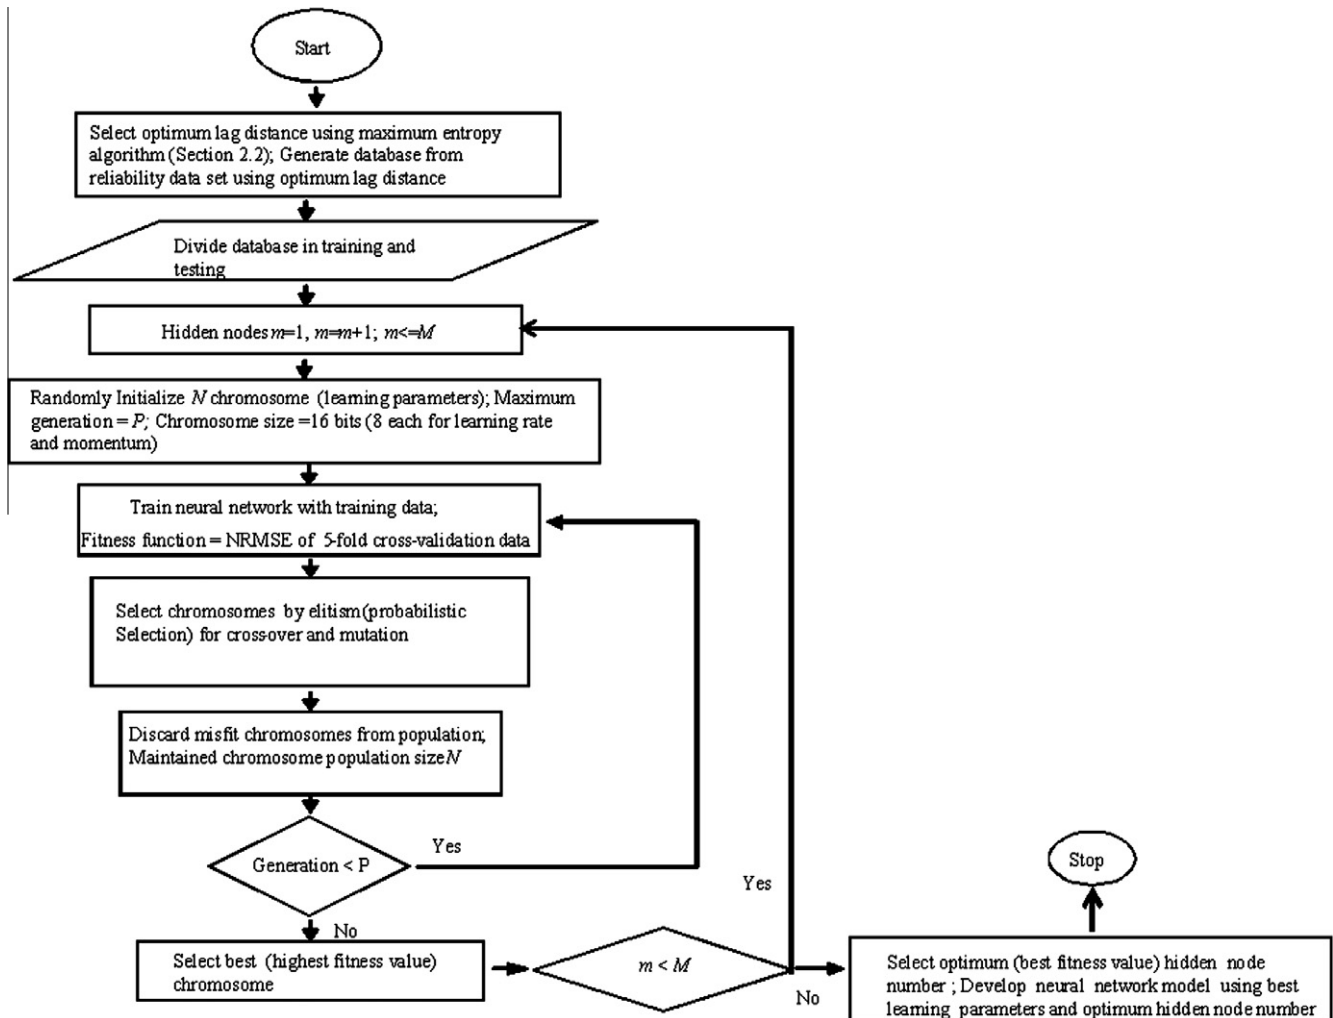 Start
Select optimum lag distance using maximum entropy
algorithm (Section 2.2); Generate database from
reliability data set using optimum lag distance
Divide database in training and
testing
Hidden nodes m=1, m=m+1; m<=M
Randomly Initialize N chromosome (learning parameters); Maximum
generation = P; Chromosome size =16 bits (8 each for learning rate
and momentum)
Train neural network with training data;
Fitness function = NRMSE of 5-fold cross-validation data
Select chromosomes by elitism(probabilistic
Selection) for cross-over and mutation
Discard misfit chromosomes from population;
Maintained chromosome population size N
Generation < P
Yes
No
Select best (highest fitness value)
chromosome
m < M
Yes
No
Select optimum (best fitness value) hidden node
number ; Develop neural network model using best
learning parameters and optimum hidden node number
Stop